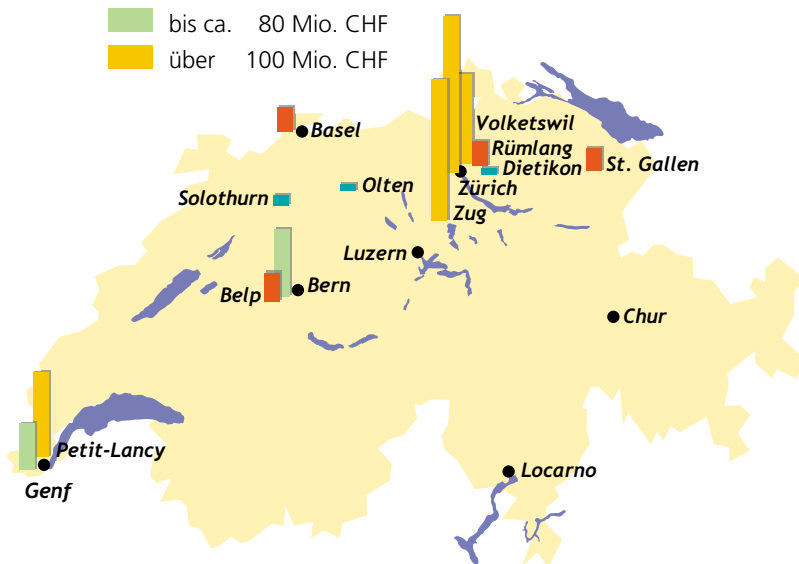 bis ca. 80 Mio. CHF
über 100 Mio. CHF
Volketswil
Basel
Rümlang
Dietikon
St. Gallen
Zürich
Olten
Solothurn
Zug
Luzern
Bern
Belp
Chur
Petit-Lancy
Locarno
Genf